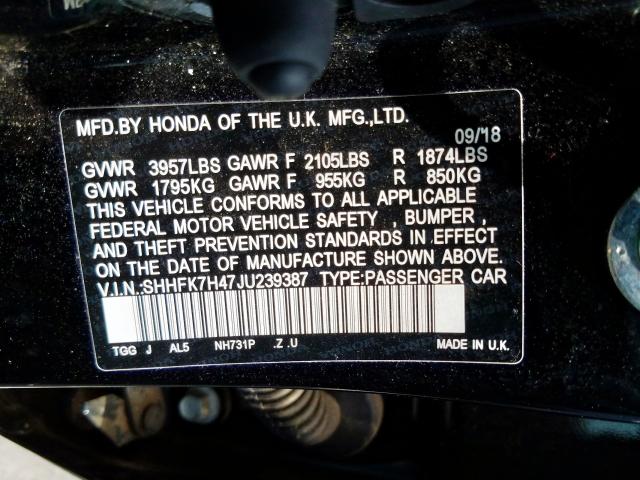 MFD.BY HONDA OF THE U.K. MFG.,LTD.
09/18
GVWR 3957LBS GAWR F 2105LBS R 1874LBS
GVWR 1795KG GAWR F 955KG R 850KG
THIS VEHICLE CONFORMS TO ALL APPLICABLE
FEDERAL MOTOR VEHICLE SAFETY , BUMPER ,
AND THEFT PREVENTION STANDARDS IN EFFECT
ON THE DATE OF MANUFACTURE SHOWN ABOVE.
V.I.N.:SHHFK7H47JU239387 TYPE:PASSENGER CAR
TGG J AL5 NH731P .Z .U MADE IN U.K.